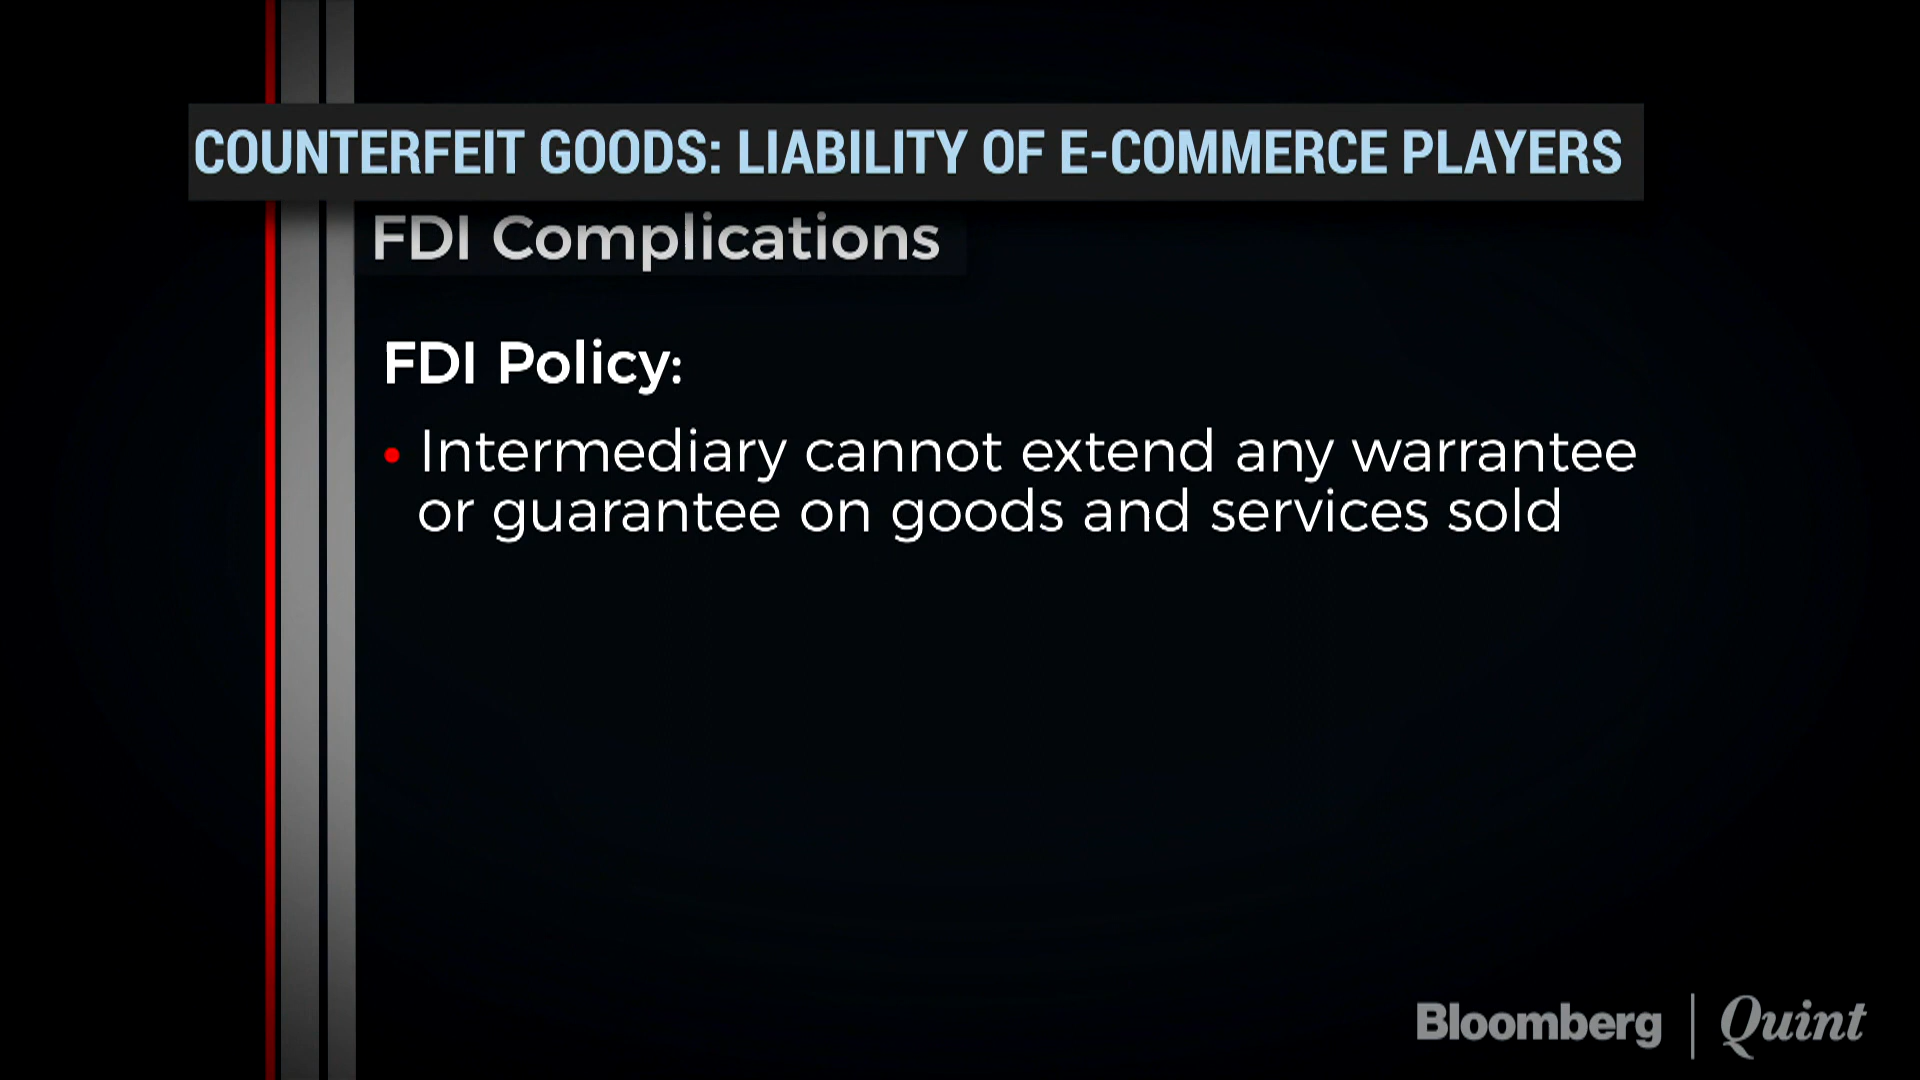 COUNTERFEIT GOODS: LIABILITY OF E-COMMERCE PLAYERS
FDI Complications
FDI Policy:
• Intermediary cannot extend any warrantee
or guarantee on goods and services sold
Bloomberg | Quint